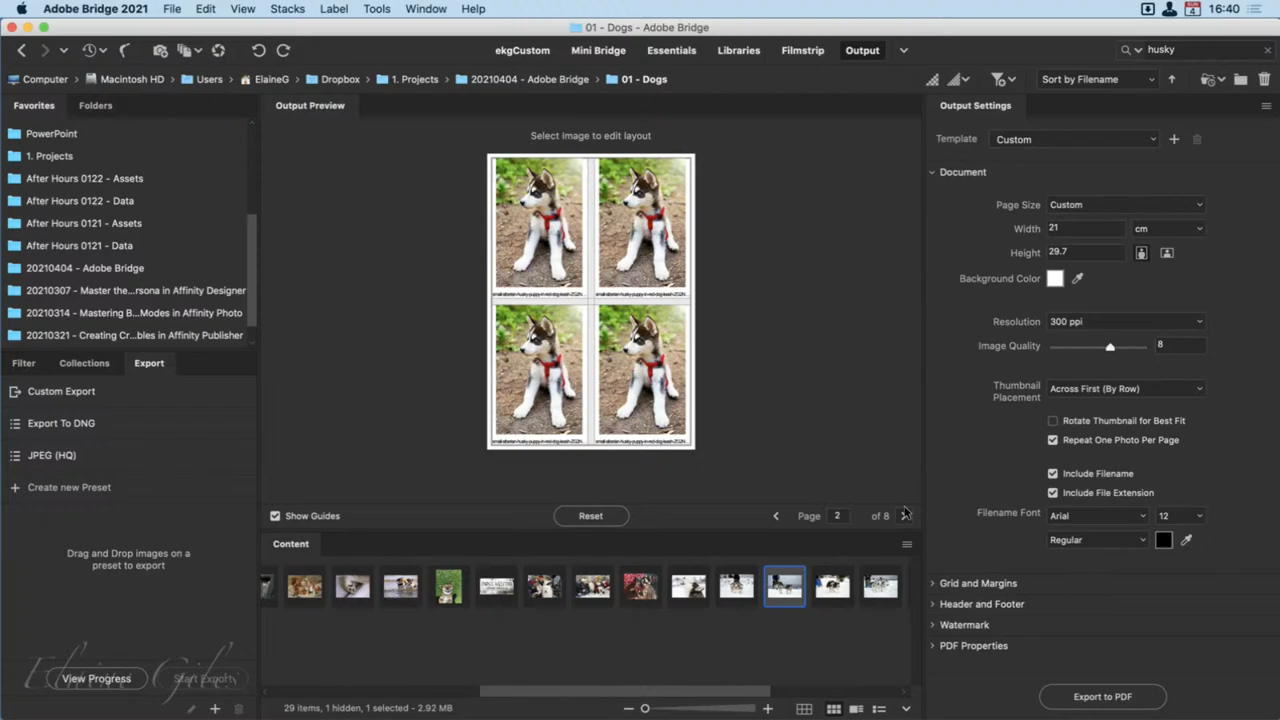 Adobe Bridge 2021 File Edit View Stacks Label Tools Window Help SUN 4 16:40
01 - Dogs - Adobe Bridge
ekgCustom Mini Bridge Essentials Libraries Filmstrip Output husky
Computer Macintosh HD Users ElaineG Dropbox 1. Projects 20210404 - Adobe Bridge 01 - Dogs Sort by Filename
Favorites Folders
PowerPoint
1. Projects
After Hours 0122 - Assets
After Hours 0122 - Data
After Hours 0121 - Assets
After Hours 0121 - Data
20210404 - Adobe Bridge
20210307 - Master the...rsona in Affinity Designer
20210314 - Mastering B...Modes in Affinity Photo
20210321 - Creating Cr...bles in Affinity Publisher
Filter Collections Export
Custom Export
Export To DNG
JPEG (HQ)
Create new Preset
Drag and Drop images on a
preset to export
View Progress Start Export
Elaine Giles
Output Preview
Select Image to edit layout
Show Guides Reset Page 2 of 8
Content
29 items, 1 hidden, 1 selected - 2.92 MB
Output Settings
Template Custom
Document
Page Size Custom
Width 21 cm
Height 29.7
Background Color
Resolution 300 ppi
Image Quality 8
Thumbnail
Placement Across First (By Row)
Rotate Thumbnail for Best Fit
Repeat One Photo Per Page
Include Filename
Include File Extension
Filename Font Arial 12
Regular
Grid and Margins
Header and Footer
Watermark
PDF Properties
Export to PDF